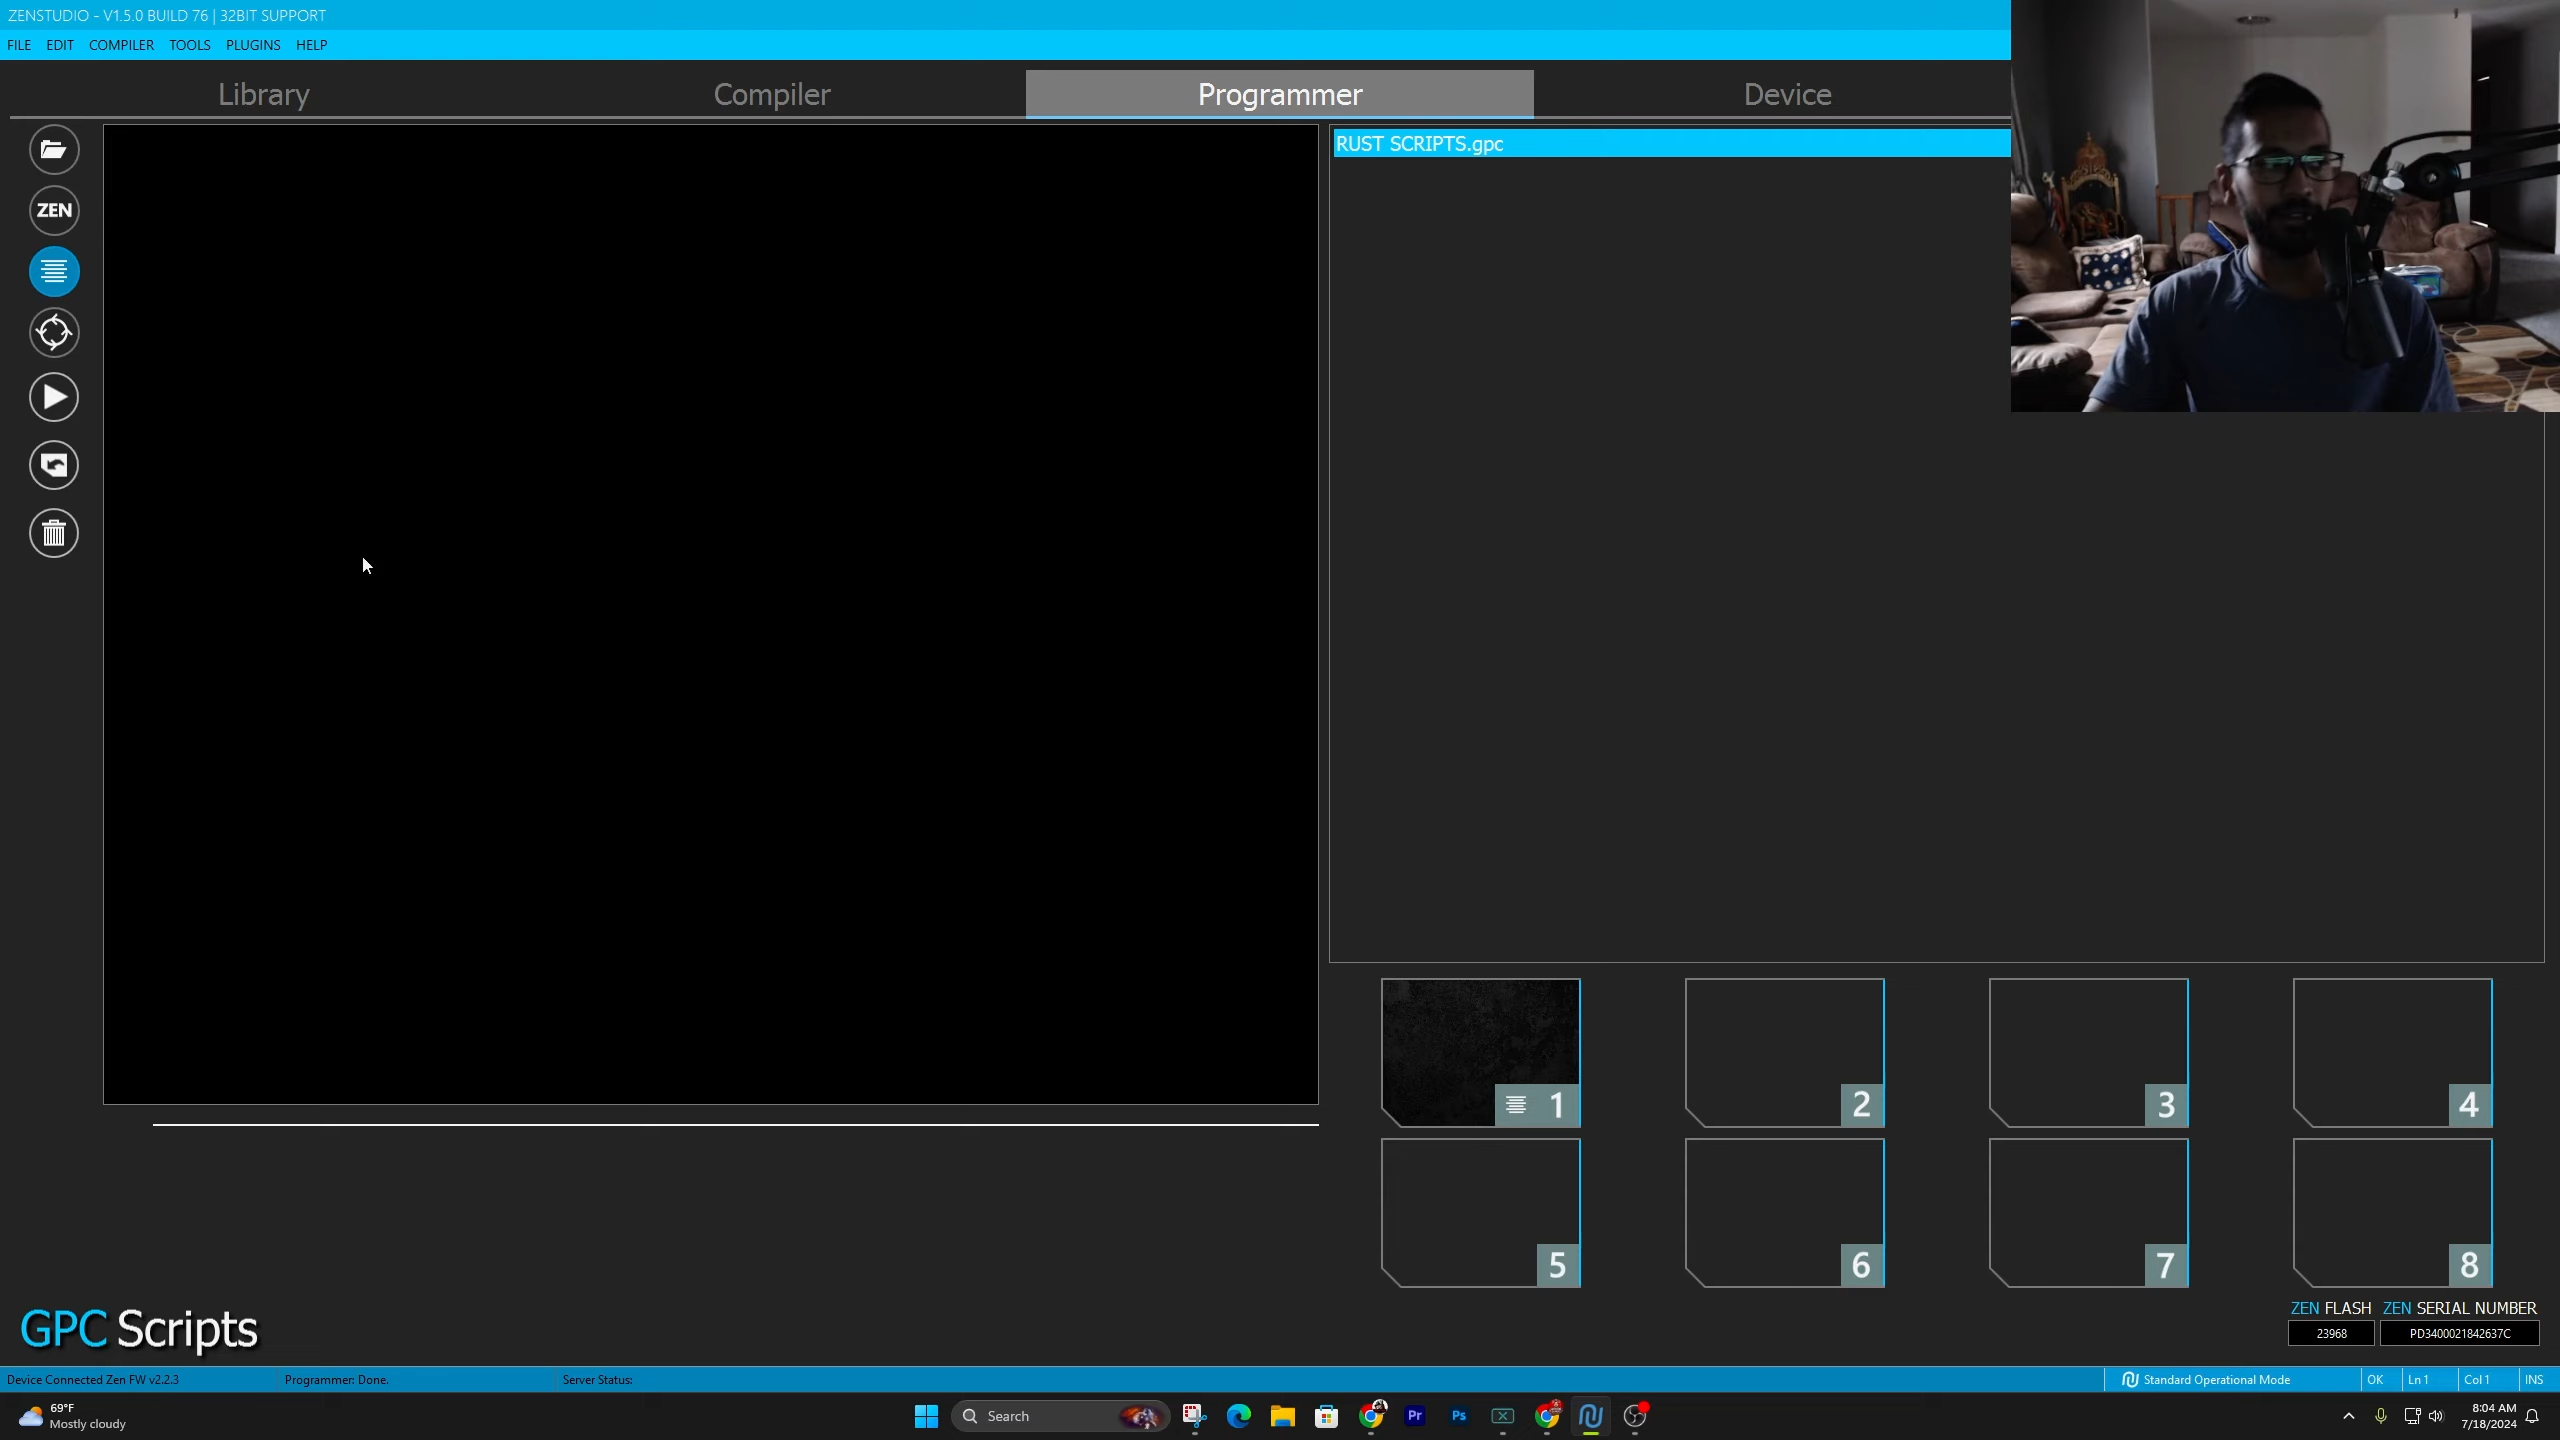 ZENSTUDIO - V1.5.0 BUILD 76 | 32BIT SUPPORT
FILE EDIT COMPILER TOOLS PLUGINS HELP
Library Compiler Programmer Device
RUST SCRIPTS.gpc
ZEN
1 2 3 4
5 6 7 8
ZEN FLASH ZEN SERIAL NUMBER
23968 PD3400021842637C
GPC Scripts
Device Connected Zen FW v2.2.3 Programmer: Done. Server Status: Standard Operational Mode OK Ln 1 Col 1 INS
69°F
Mostly cloudy
Search
Pr
Ps
8:04 AM
7/18/2024